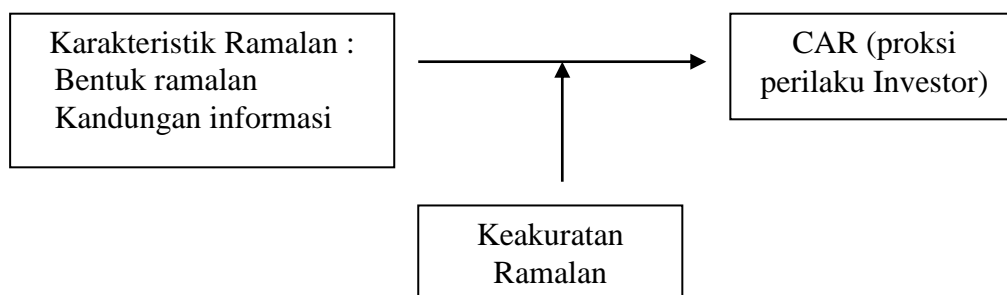 Karakteristik Ramalan :
Bentuk ramalan
Kandungan informasi
CAR (proksi
perilaku Investor)
Keakuratan
Ramalan